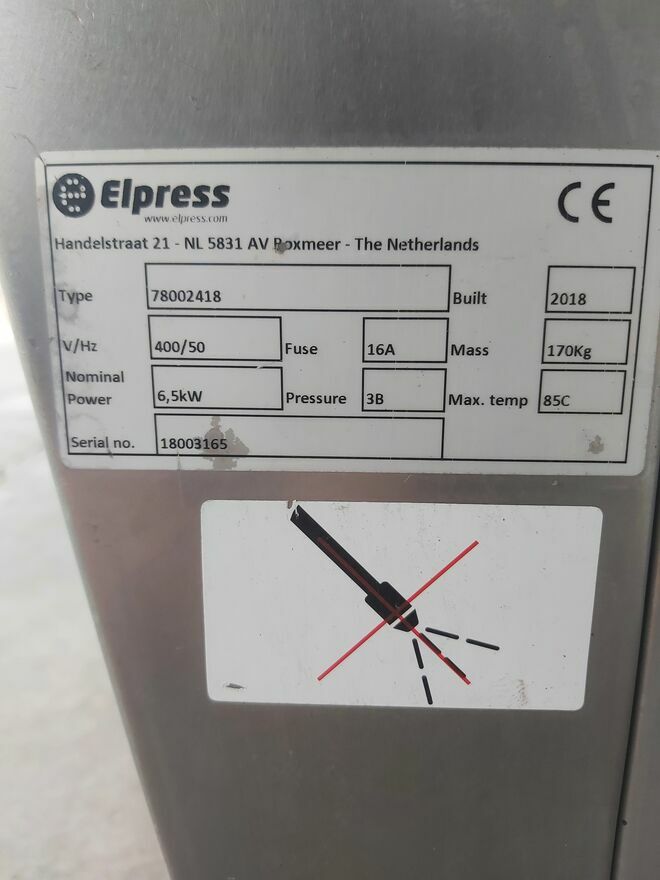 Elpress
www.elpress.com
CE
Handelstraat 21 - NL 5831 AV Boxmeer - The Netherlands
Type 78002418 Built 2018
V/Hz 400/50 Fuse 16A Mass 170Kg
Nominal Power 6,5kW Pressure 3B Max. temp 85C
Serial no. 18003165